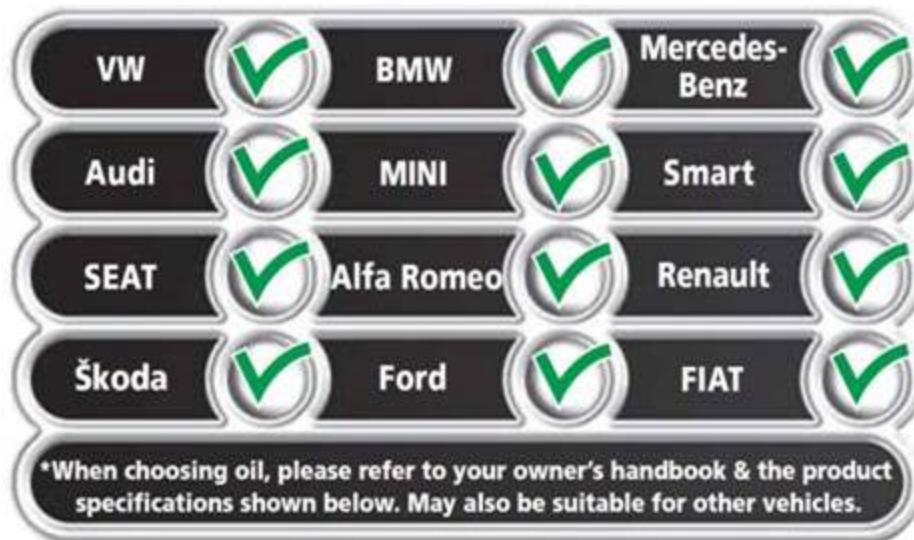 VW BMW Mercedes-
Benz
Audi MINI Smart
SEAT Alfa Romeo Renault
Škoda Ford FIAT
*When choosing oil, please refer to your owner's handbook & the product
specifications shown below. May also be suitable for other vehicles.